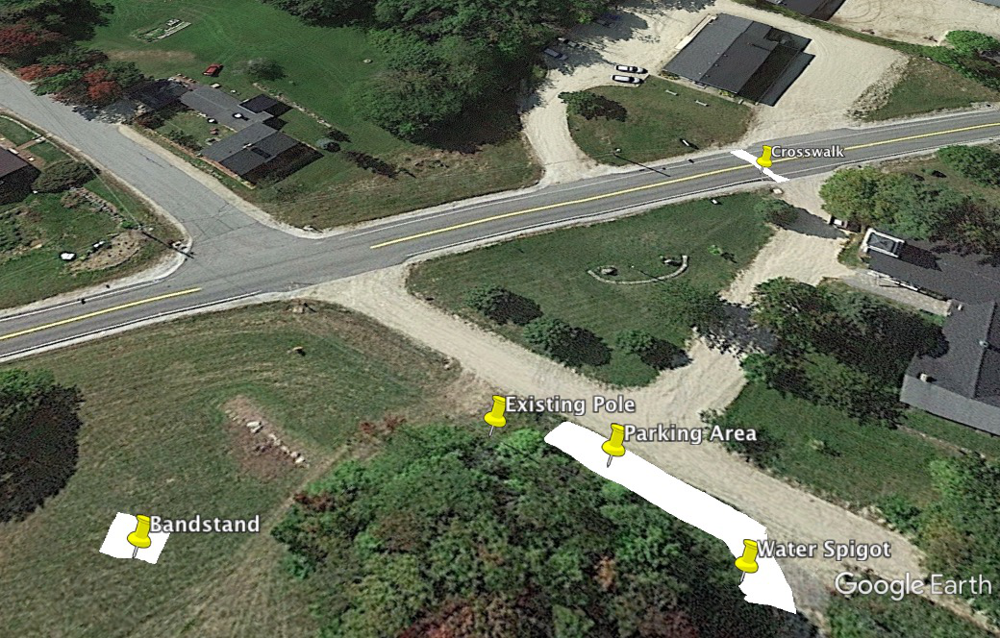 Crosswalk
Existing Pole
Parking Area
Bandstand
Water Spigot
Google Earth